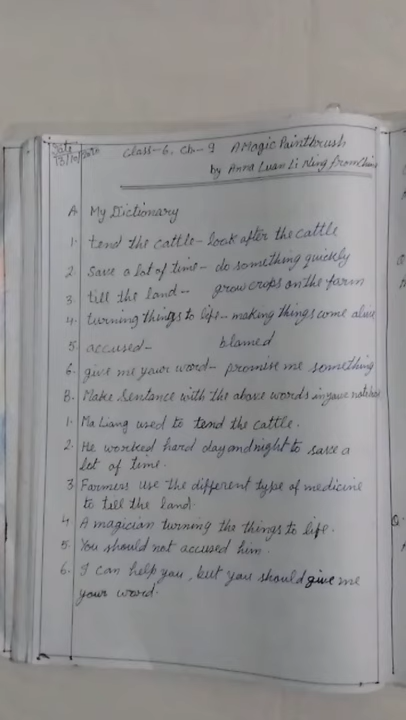 Date
13/10/2020
Class-6. Ch-9 A Magic Paintbrush
by Anna Luan Li Ning from China
A. My Dictionary
1. tend the cattle- look after the cattle
2. Save a lot of time- do something quickly
3. till the land- grow crops on the farm
4. turning things to life- making things come alive
5. accused- blamed
6. give me your word- promise me something
B. Make Sentence with the above words in your notebook
1. Ma Liang used to tend the cattle.
2. He worked hard day and night to save a
lot of time.
3 Farmers use the different type of medicine
to till the land.
4. A magician turning the things to life.
5. You should not accused him.
6. I can help you, but you should give me
your word.